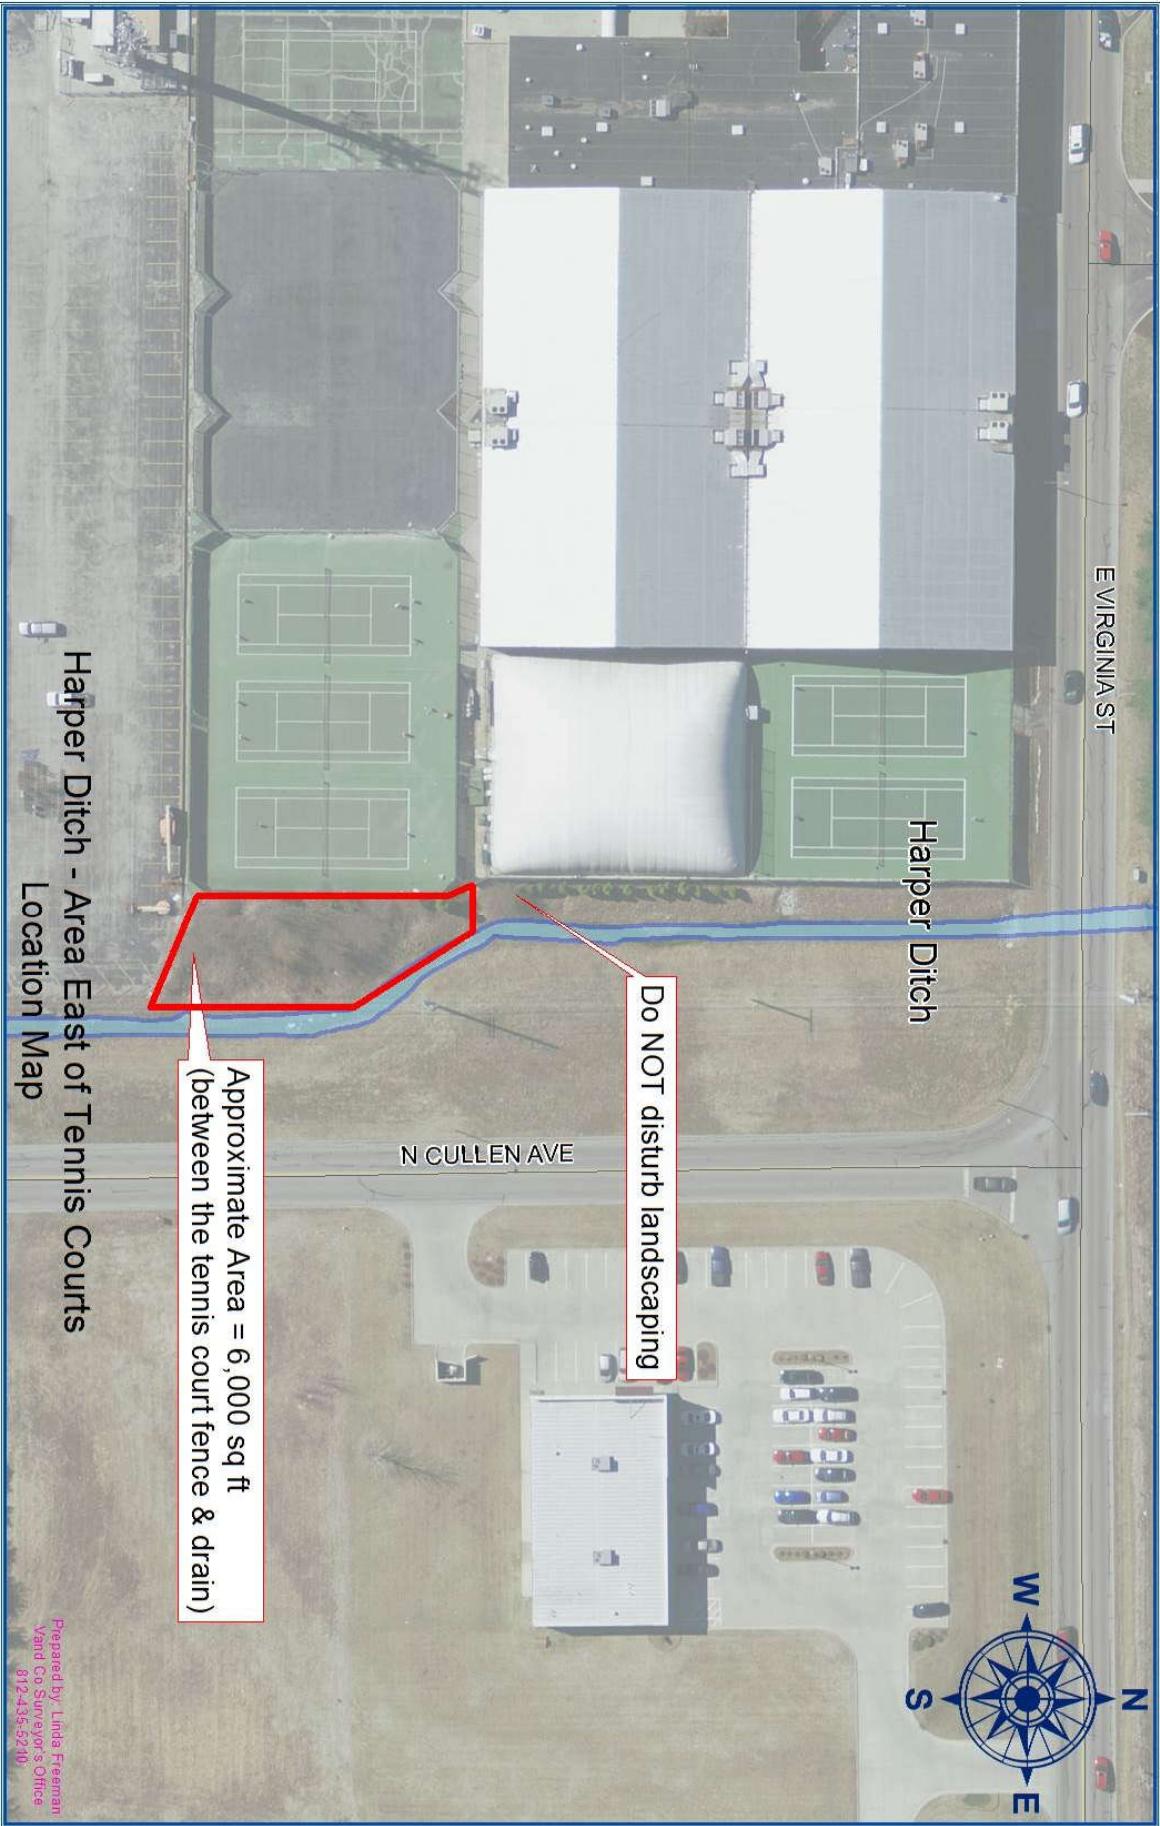 E VIRGINIA ST
Harper Ditch
Do NOT disturb landscaping
N CULLEN AVE
Approximate Area = 6,000 sq ft
(between the tennis court fence & drain)
Harper Ditch - Area East of Tennis Courts
Location Map
N
W
E
S
Prepared by: Linda Freeman
Vand Co Surveyor's Office
812-435-5210